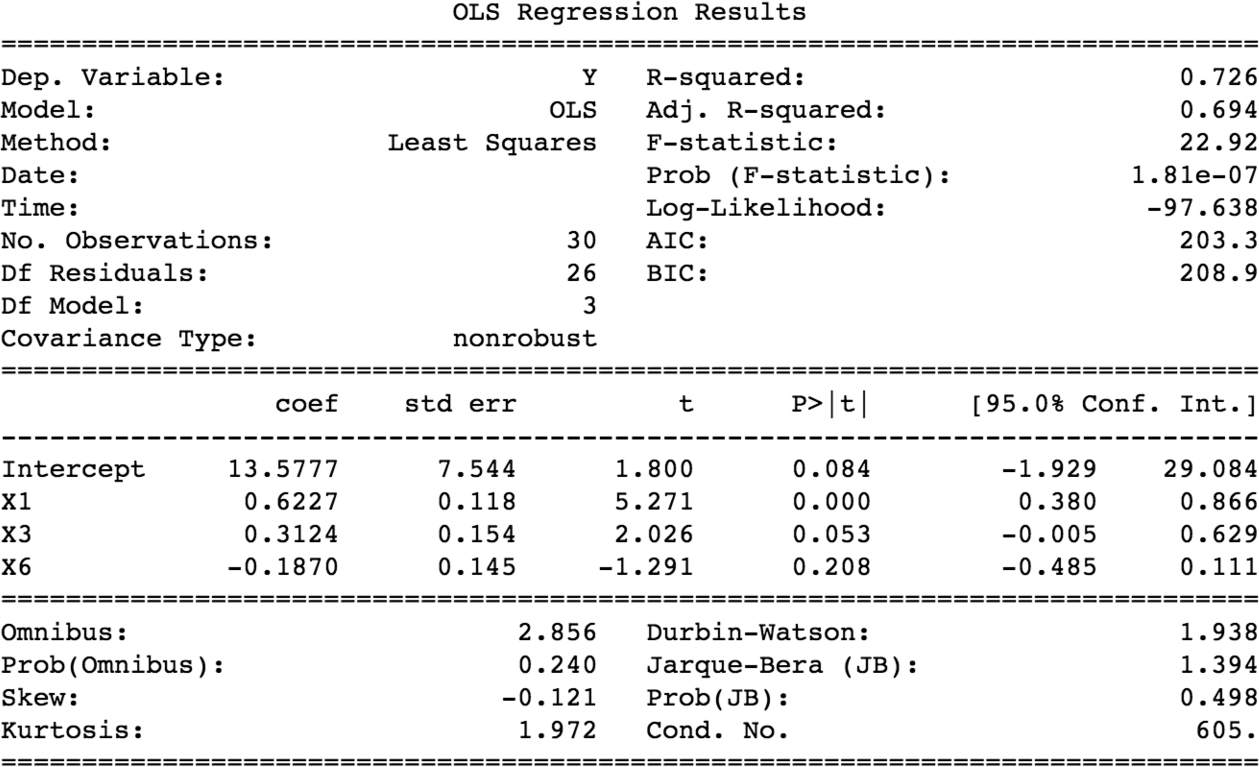 OLS Regression Results
==============================================================================
Dep. Variable: Y R-squared: 0.726
Model: OLS Adj. R-squared: 0.694
Method: Least Squares F-statistic: 22.92
Date: Prob (F-statistic): 1.81e-07
Time: Log-Likelihood: -97.638
No. Observations: 30 AIC: 203.3
Df Residuals: 26 BIC: 208.9
Df Model: 3
Covariance Type: nonrobust
==============================================================================
coef std err t P>|t| [95.0% Conf. Int.]
------------------------------------------------------------------------------
Intercept 13.5777 7.544 1.800 0.084 -1.929 29.084
X1 0.6227 0.118 5.271 0.000 0.380 0.866
X3 0.3124 0.154 2.026 0.053 -0.005 0.629
X6 -0.1870 0.145 -1.291 0.208 -0.485 0.111
==============================================================================
Omnibus: 2.856 Durbin-Watson: 1.938
Prob(Omnibus): 0.240 Jarque-Bera (JB): 1.394
Skew: -0.121 Prob(JB): 0.498
Kurtosis: 1.972 Cond. No. 605.
==============================================================================